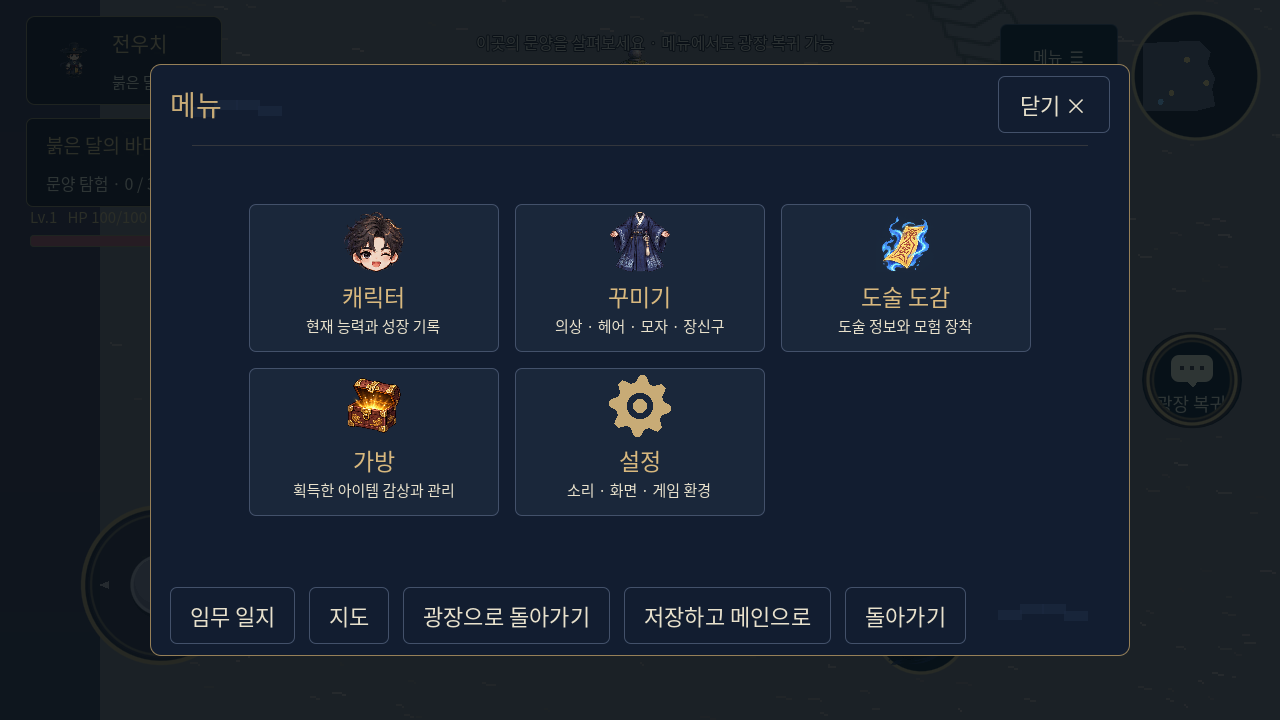 전우치
이곳의 문양을 살펴보세요 · 메뉴에서도 광장 복귀 가능
메뉴 ☰
붉은
메뉴
닫기 ×
붉은 달의
문양 탐험 · 0 /
Lv.1 HP 100/100
캐릭터
현재 능력과 성장 기록
꾸미기
의상 · 헤어 · 모자 · 장신구
도술 도감
도술 정보와 모험 장착
광장 복귀
가방
획득한 아이템 감상과 관리
설정
소리 · 화면 · 게임 환경
임무 일지
지도
광장으로 돌아가기
저장하고 메인으로
돌아가기